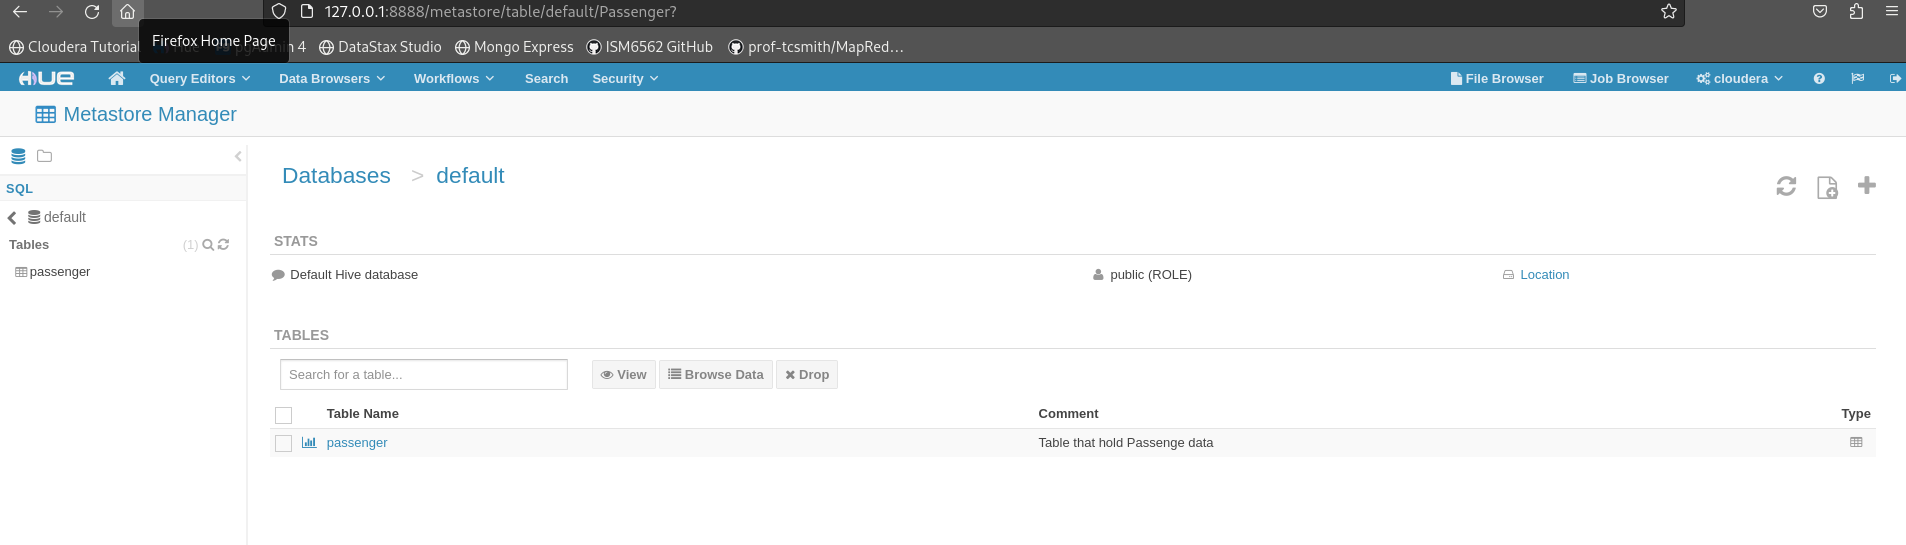 127.0.0.1:8888/metastore/table/default/Passenger?
Cloudera Tutorial
Firefox Home Page
4
DataStax Studio
Mongo Express
ISM6562 GitHub
prof-tcsmith/MapRed…
HUE
Query Editors
Data Browsers
Workflows
Search
Security
File Browser
Job Browser
cloudera
Metastore Manager
SQL
default
Tables
(1)
passenger
Databases > default
STATS
Default Hive database
public (ROLE)
Location
TABLES
Search for a table...
View
Browse Data
Drop
Table Name
Comment
Type
passenger
Table that hold Passenge data